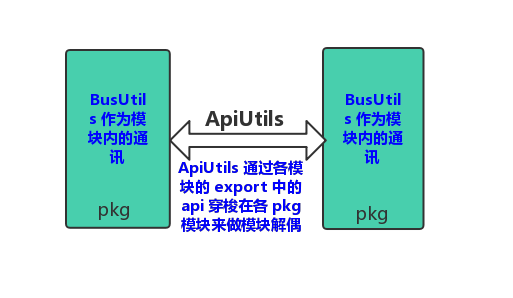 BusUtil
s 作为模
块内的通
讯
pkg
ApiUtils
ApiUtils 通过各模
块的 export 中的
api 穿梭在各 pkg
模块来做模块解偶
BusUtil
s 作为模
块内的通
讯
pkg